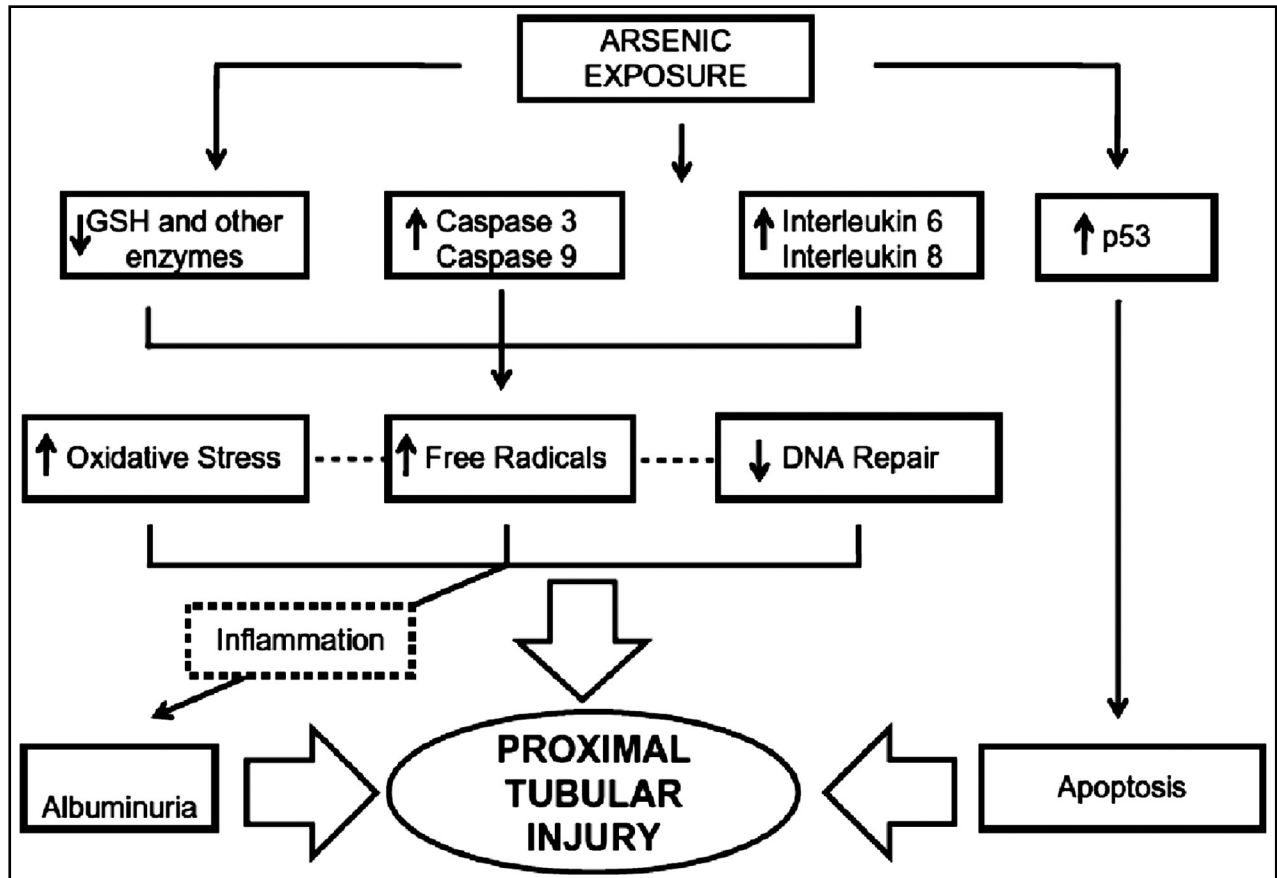 ARSENIC
EXPOSURE
GSH and other
enzymes
Caspase 3
Caspase 9
Interleukin 6
Interleukin 8
p53
Oxidative Stress
Free Radicals
DNA Repair
Inflammation
Albuminuria
PROXIMAL
TUBULAR
INJURY
Apoptosis